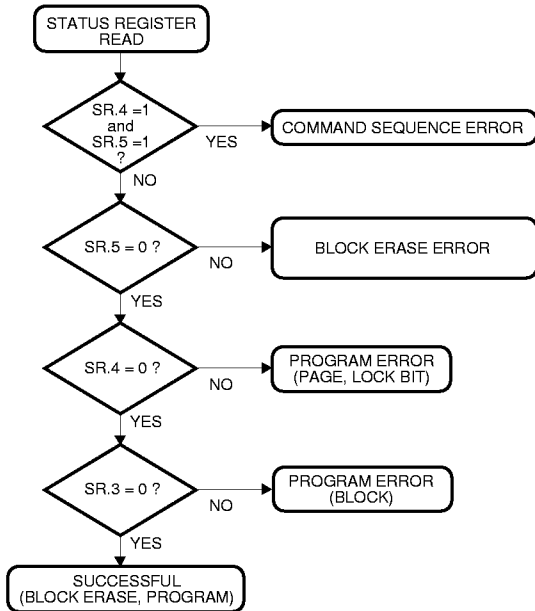 STATUS REGISTER
READ
SR.4 =1
and
SR.5 =1
?
YES
COMMAND SEQUENCE ERROR
NO
SR.5 = 0 ?
NO
BLOCK ERASE ERROR
YES
SR.4 = 0 ?
NO
PROGRAM ERROR
(PAGE, LOCK BIT)
YES
SR.3 = 0 ?
NO
PROGRAM ERROR
(BLOCK)
YES
SUCCESSFUL
(BLOCK ERASE, PROGRAM)